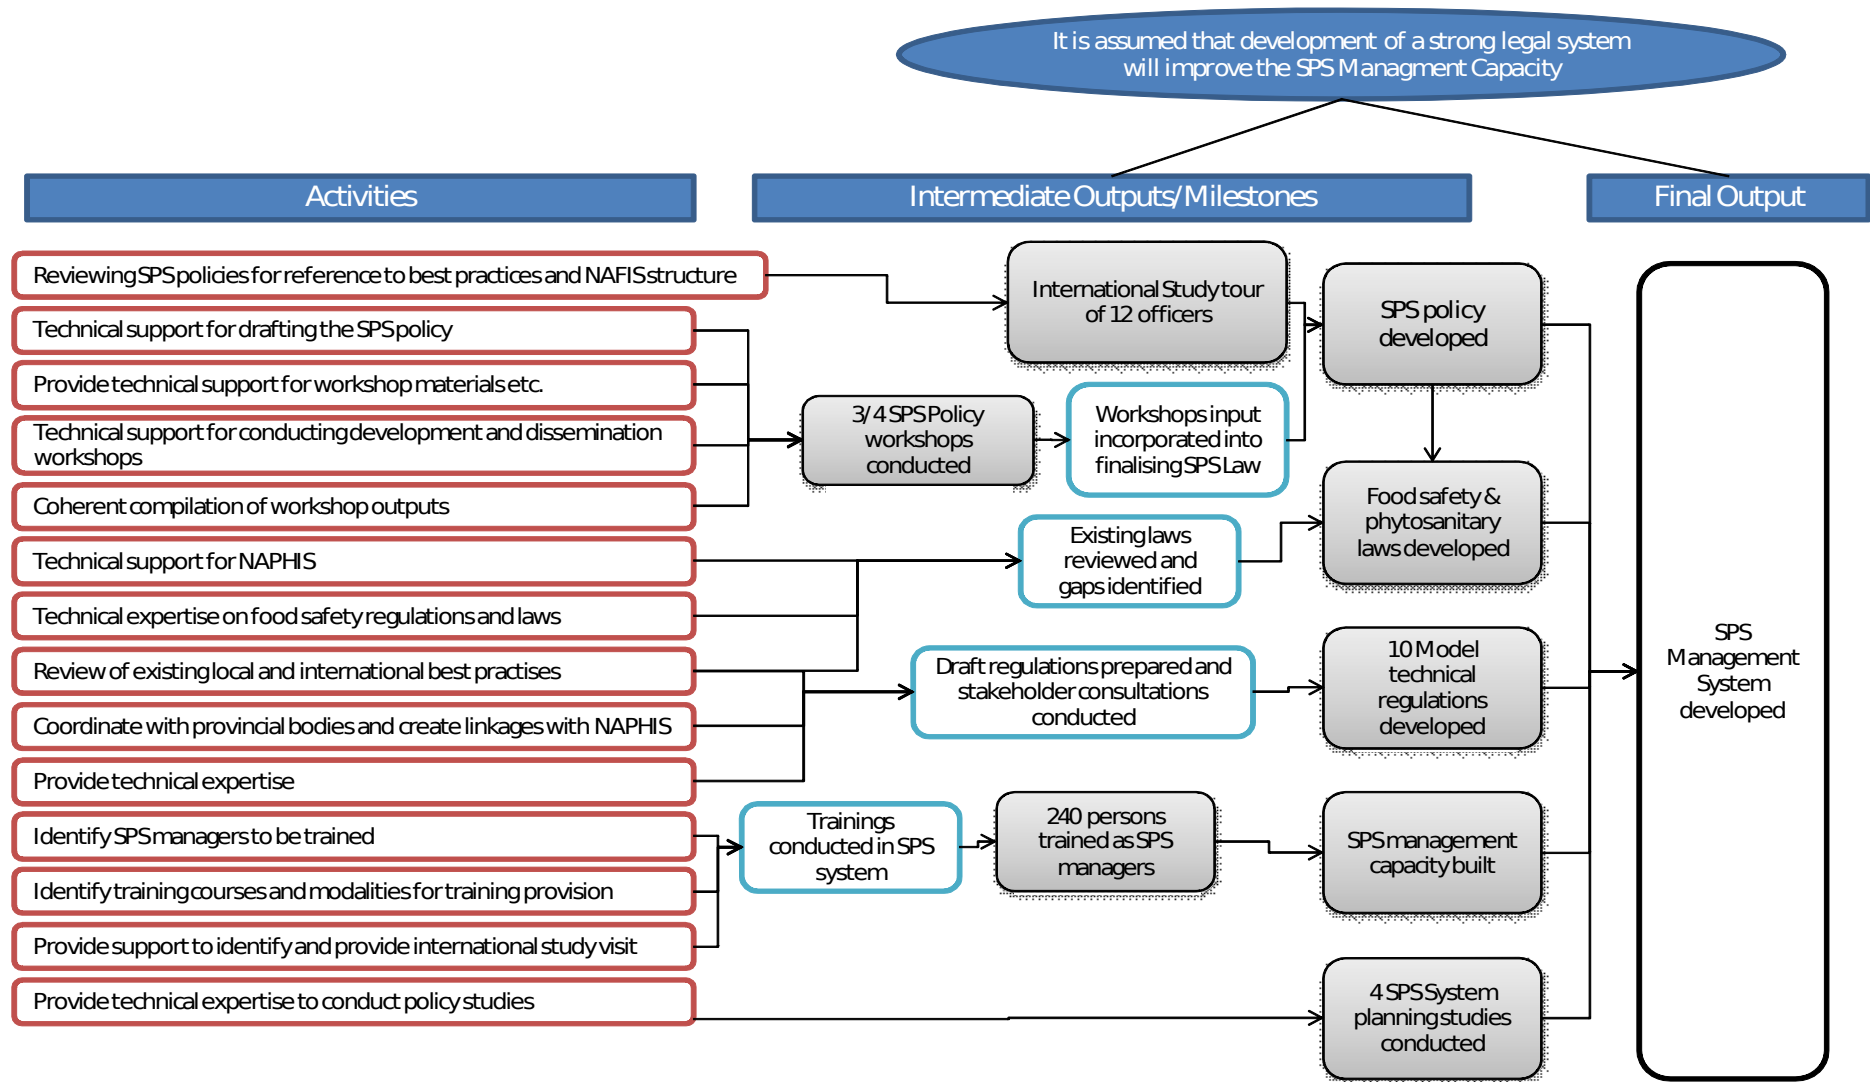 It is assumed that development of a strong legal system
will improve the SPS Managment Capacity
Activities
Intermediate Outputs/Milestones
Final Output
Reviewing SPS policies for reference to best practices and NAFIS structure
Technical support for drafting the SPS policy
Provide technical support for workshop materials etc.
Technical support for conducting development and dissemination
workshops
Coherent compilation of workshop outputs
Technical support for NAPHIS
Technical expertise on food safety regulations and laws
Review of existing local and international best practises
Coordinate with provincial bodies and create linkages with NAPHIS
Provide technical expertise
Identify SPS managers to be trained
Identify training courses and modalities for training provision
Provide support to identify and provide international study visit
Provide technical expertise to conduct policy studies
International Study tour
of 12 officers
3/4 SPS Policy
workshops
conducted
Workshops input
incorporated into
finalising SPS Law
Existing laws
reviewed and
gaps identified
Draft regulations prepared and
stakeholder consultations
conducted
Trainings
conducted in SPS
system
240 persons
trained as SPS
managers
SPS policy
developed
Food safety &
phytosanitary
laws developed
10 Model
technical
regulations
developed
SPS management
capacity built
4 SPS System
planning studies
conducted
SPS
Management
System
developed